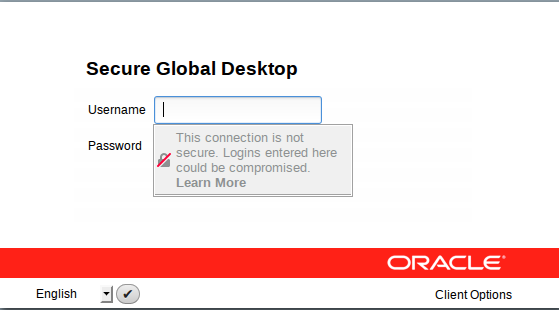 Secure Global Desktop
Username
Password
This connection is not
secure. Logins entered here
could be compromised.
Learn More
ORACLE
English
Client Options